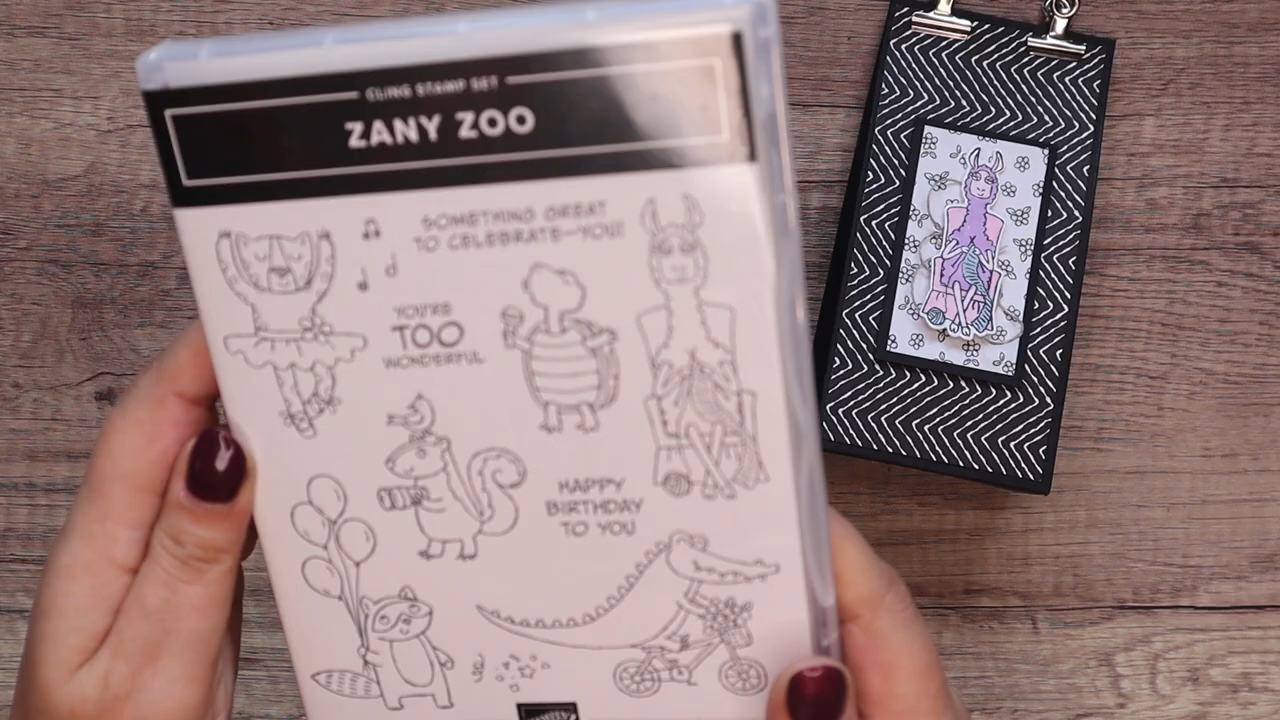 CLING STAMP SET
ZANY ZOO
SOMETHING GREAT
TO CELEBRATE—YOU!
YOU'RE
TOO
WONDERFUL
HAPPY
BIRTHDAY
TO YOU